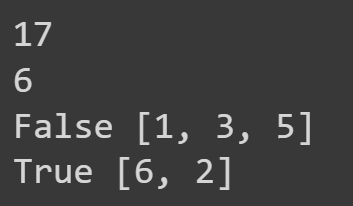 17
6
False [1, 3, 5]
True [6, 2]